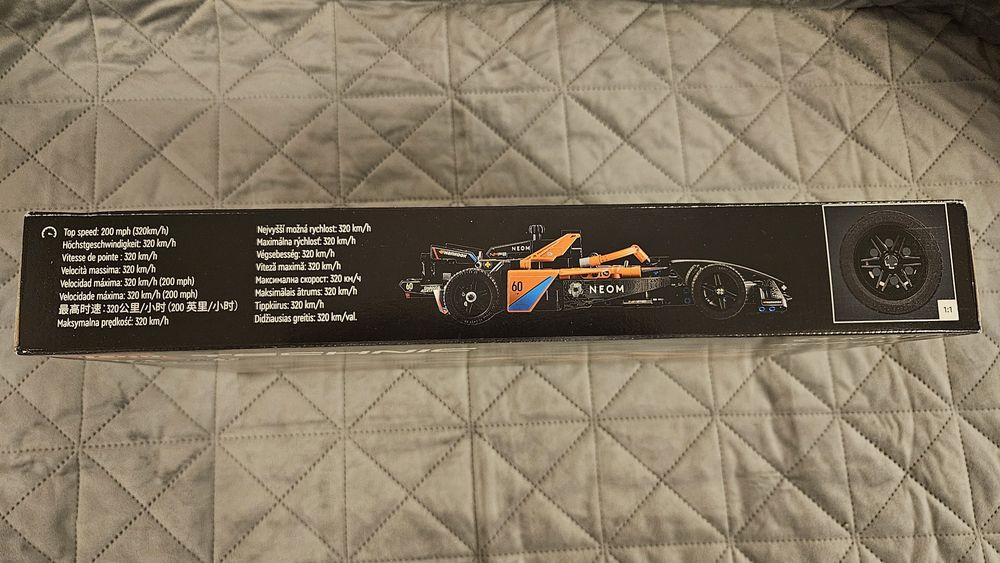 Top speed: 200 mph (320km/h)
Höchstgeschwindigkeit: 320 km/h
Vitesse de pointe : 320 km/h
Velocità massima: 320 km/h
Velocidad máxima: 320 km/h (200 mph)
Velocidade máxima: 320 km/h (200 mph)
最高时速：320公里/小时 (200 英里/小时)
Maksymalna prędkość: 320 km/h
Nejvyšší možná rychlost: 320 km/h
Maximálna rýchlosť: 320 km/h
Végsebesség: 320 km/h
Viteză maximă: 320 km/h
Максимална скорост: 320 км/ч
Maksimālais ātrums: 320 km/h
Tippkiirus: 320 km/h
Didžiausias greitis: 320 km/val.
NEOM
60
NEOM
1:1
TECHNIC